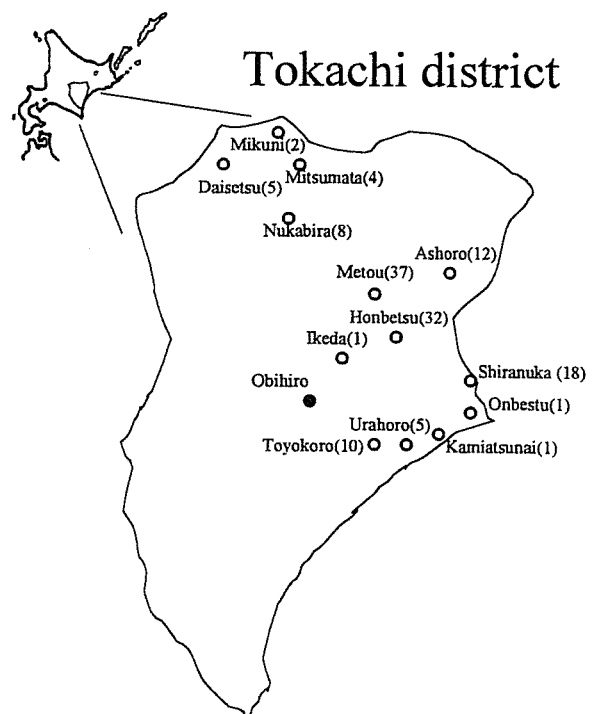 Tokachi district
Mikuni(2)
Daisetsu(5)
Mitsumata(4)
Nukabira(8)
Ashoro(12)
Metou(37)
Honbetsu(32)
Ikeda(1)
Shiranuka (18)
Obihiro
Onbestu(1)
Urahoro(5)
Toyokoro(10)
Kamiatsunai(1)